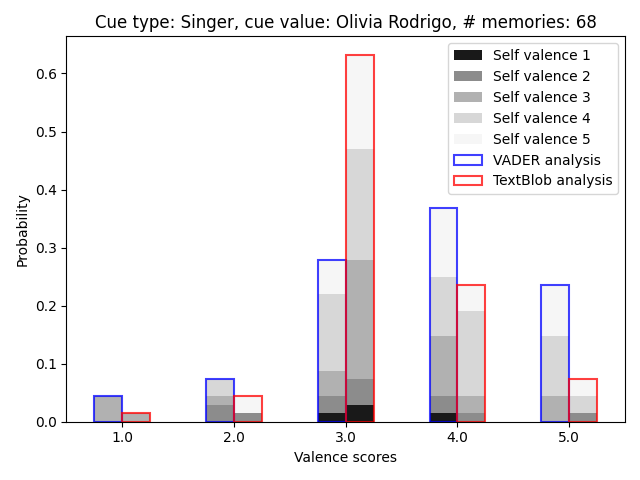 Cue type: Singer, cue value: Olivia Rodrigo, # memories: 68
Self valence 1
Self valence 2
Self valence 3
Self valence 4
Self valence 5
VADER analysis
TextBlob analysis
Probability
0.6
0.5
0.4
0.3
0.2
0.1
0.0
1.0 2.0 3.0 4.0 5.0
Valence scores